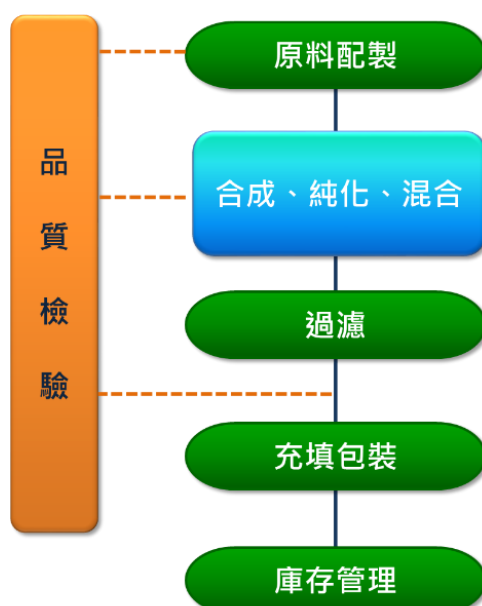 品質檢驗
原料配製
合成、純化、混合
過濾
充填包裝
庫存管理